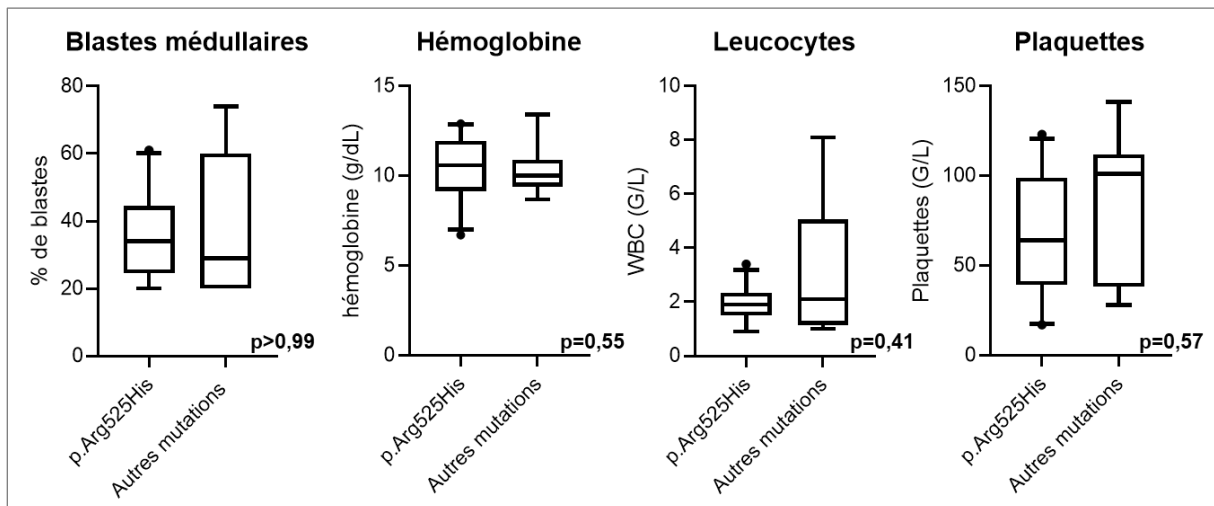 Blastes médullaires
% de blastes
80
60
40
20
0
p>0,99
p.Arg525His
Autres mutations
Hémoglobine
hémoglobine (g/dL)
15
10
5
0
p=0,55
p.Arg525His
Autres mutations
Leucocytes
WBC (G/L)
10
8
6
4
2
0
p=0,41
p.Arg525His
Autres mutations
Plaquettes
Plaquettes (G/L)
150
100
50
0
p=0,57
p.Arg525His
Autres mutations